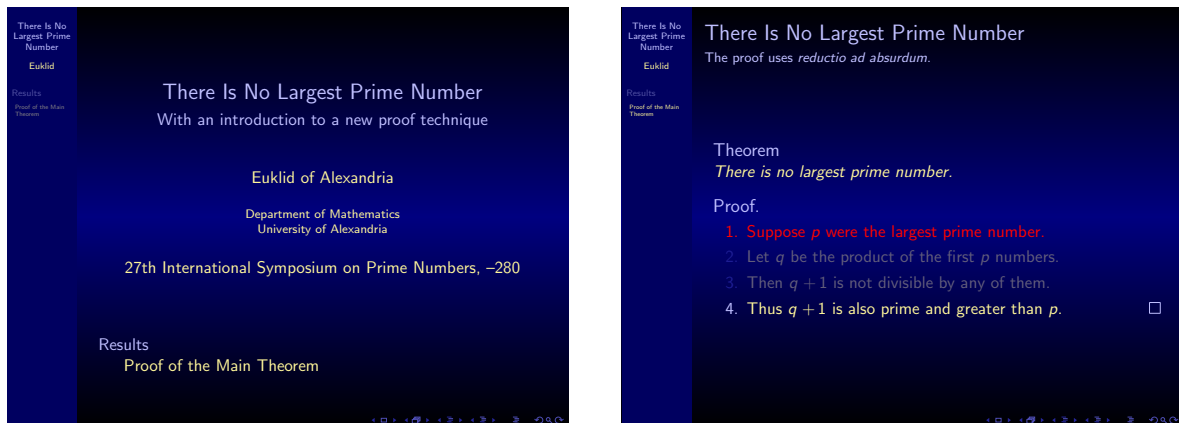 There Is No
Largest Prime
Number
Euklid
Results
Proof of the Main
Theorem
There Is No Largest Prime Number
With an introduction to a new proof technique
Euklid of Alexandria
Department of Mathematics
University of Alexandria
27th International Symposium on Prime Numbers, –280
Results
Proof of the Main Theorem
There Is No
Largest Prime
Number
Euklid
Results
Proof of the Main
Theorem
There Is No Largest Prime Number
The proof uses reductio ad absurdum.
Theorem
There is no largest prime number.
Proof.
1. Suppose p were the largest prime number.
2. Let q be the product of the first p numbers.
3. Then q + 1 is not divisible by any of them.
4. Thus q + 1 is also prime and greater than p. □